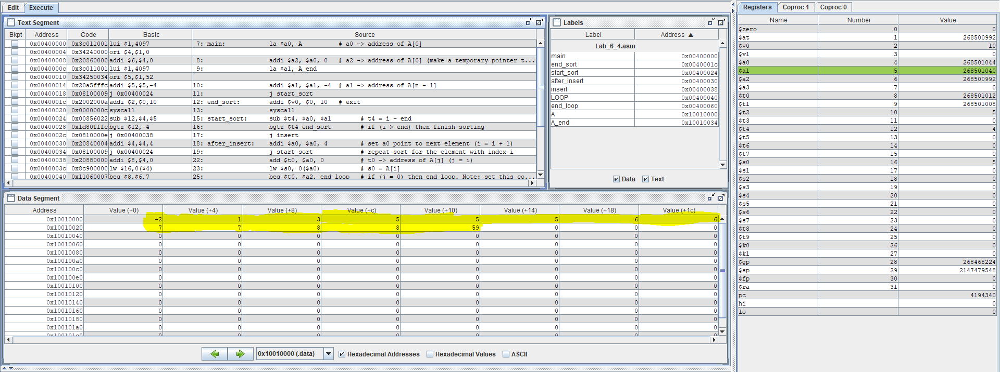 Edit Execute
Text Segment
Bkpt Address Code Basic Source
0x00400000 0x3c011001 lui $1,4097 7: main: la $a0, A # a0 -> address of A[0]
0x00400004 0x34240000 ori $4,$1,0
0x00400008 0x20860000 addi $6,$4,0 8: addi $a2, $a0, 0 # a2 -> address of A[0] (make a temporary pointer t...
0x0040000c 0x3c011001 lui $1,4097 9: la $a1, A_end
0x00400010 0x34250034 ori $5,$1,52
0x00400014 0x20a5fffc addi $5,$5,-4 10: addi $a1, $a1, -4 # a1 -> address of A[n - 1]
0x00400018 0x08100009 j 0x00400024 11: j start_sort
0x0040001c 0x2002000a addi $2,$0,10 12: end_sort: addi $v0, $0, 10 # exit
0x00400020 0x0000000c syscall 13: syscall
0x00400024 0x00856022 sub $12,$4,$5 15: start_sort: sub $t4, $a0, $a1 # t4 = i - end
0x00400028 0x1d80fffc bgtz $12,-4 16: bgtz $t4 end_sort # if (i > end) then finish sorting
0x0040002c 0x0810000e j 0x00400038 17: j insert
0x00400030 0x20840004 addi $4,$4,4 18: after_insert: addi $a0, $a0, 4 # set a0 point to next element (i = i + 1)
0x00400034 0x08100009 j 0x00400024 19: j start_sort # repeat sort for the element with index i
0x00400038 0x20880000 addi $8,$4,0 22: add $t0, $a0, 0 # t0 -> address of A[j] (j = i)
0x0040003c 0x8c900000 lw $16,0($4) 23: lw $s0, 0($a0) # s0 = A[i]
0x00400040 0x11060007 beq $8,$6,7 25: beq $t0, $a2, end_loop # if (j = 0) then end loop. Note: set this co...
Labels
Label Address ▲
Lab_6_4.asm
main 0x00400000
end_sort 0x0040001c
start_sort 0x00400024
after_insert 0x00400030
insert 0x00400038
LOOP 0x00400040
end_loop 0x00400060
A 0x10010000
A_end 0x10010034
Data Text
Data Segment
Address Value (+0) Value (+4) Value (+8) Value (+c) Value (+10) Value (+14) Value (+18) Value (+1c)
0x10010000 -2 1 3 5 5 5 6 6
0x10010020 7 7 8 8 59 0 0 0
0x10010040 0 0 0 0 0 0 0 0
0x10010060 0 0 0 0 0 0 0 0
0x10010080 0 0 0 0 0 0 0 0
0x100100a0 0 0 0 0 0 0 0 0
0x100100c0 0 0 0 0 0 0 0 0
0x100100e0 0 0 0 0 0 0 0 0
0x10010100 0 0 0 0 0 0 0 0
0x10010120 0 0 0 0 0 0 0 0
0x10010140 0 0 0 0 0 0 0 0
0x10010160 0 0 0 0 0 0 0 0
0x10010180 0 0 0 0 0 0 0 0
0x100101a0 0 0 0 0 0 0 0 0
0x100101c0 0 0 0 0 0 0 0 0
0x10010000 (.data) Hexadecimal Addresses Hexadecimal Values ASCII
Registers Coproc 1 Coproc 0
Name Number Value
$zero 0 0
$at 1 268500992
$v0 2 10
$v1 3 0
$a0 4 268501044
$a1 5 268501040
$a2 6 268500992
$a3 7 0
$t0 8 268501012
$t1 9 268501008
$t2 10 5
$t3 11 0
$t4 12 4
$t5 13 0
$t6 14 0
$t7 15 0
$s0 16 5
$s1 17 0
$s2 18 0
$s3 19 0
$s4 20 0
$s5 21 0
$s6 22 0
$s7 23 0
$t8 24 0
$t9 25 0
$k0 26 0
$k1 27 0
$gp 28 268468224
$sp 29 2147479548
$fp 30 0
$ra 31 0
pc 4194340
hi 0
lo 0